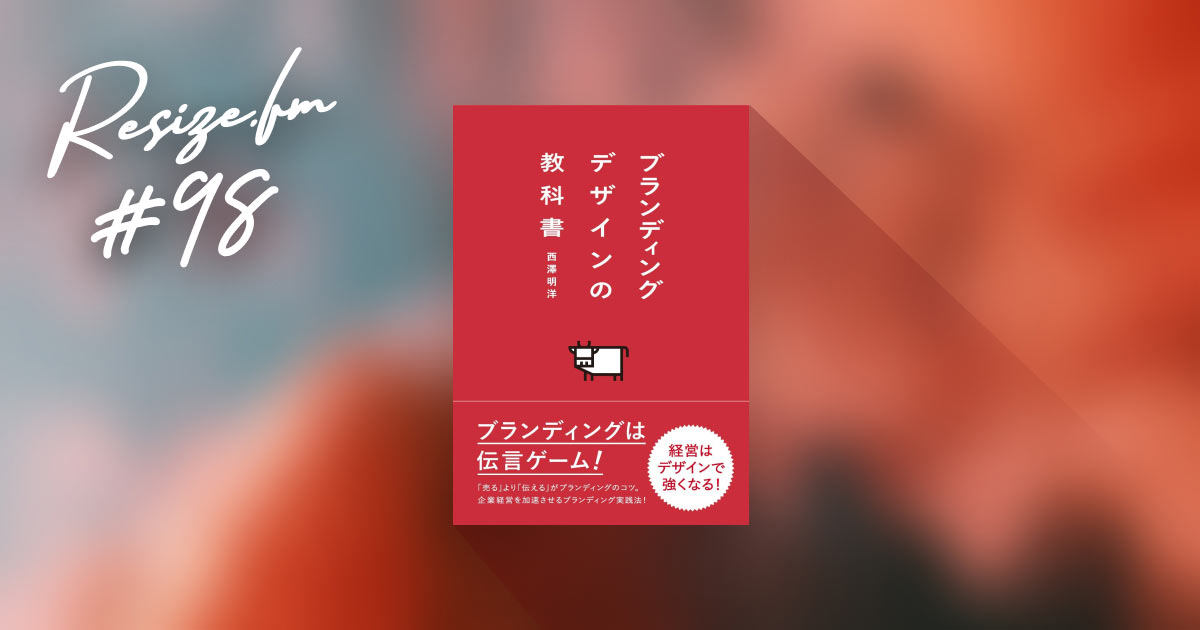 Resize.fm
#98
ブランディング
デザインの
教科書
西澤明洋
ブランディングは
伝言ゲーム!
「売る」より「伝える」がブランディングのコツ。
企業経営を加速させるブランディング実践法!
経営は
デザインで
強くなる!